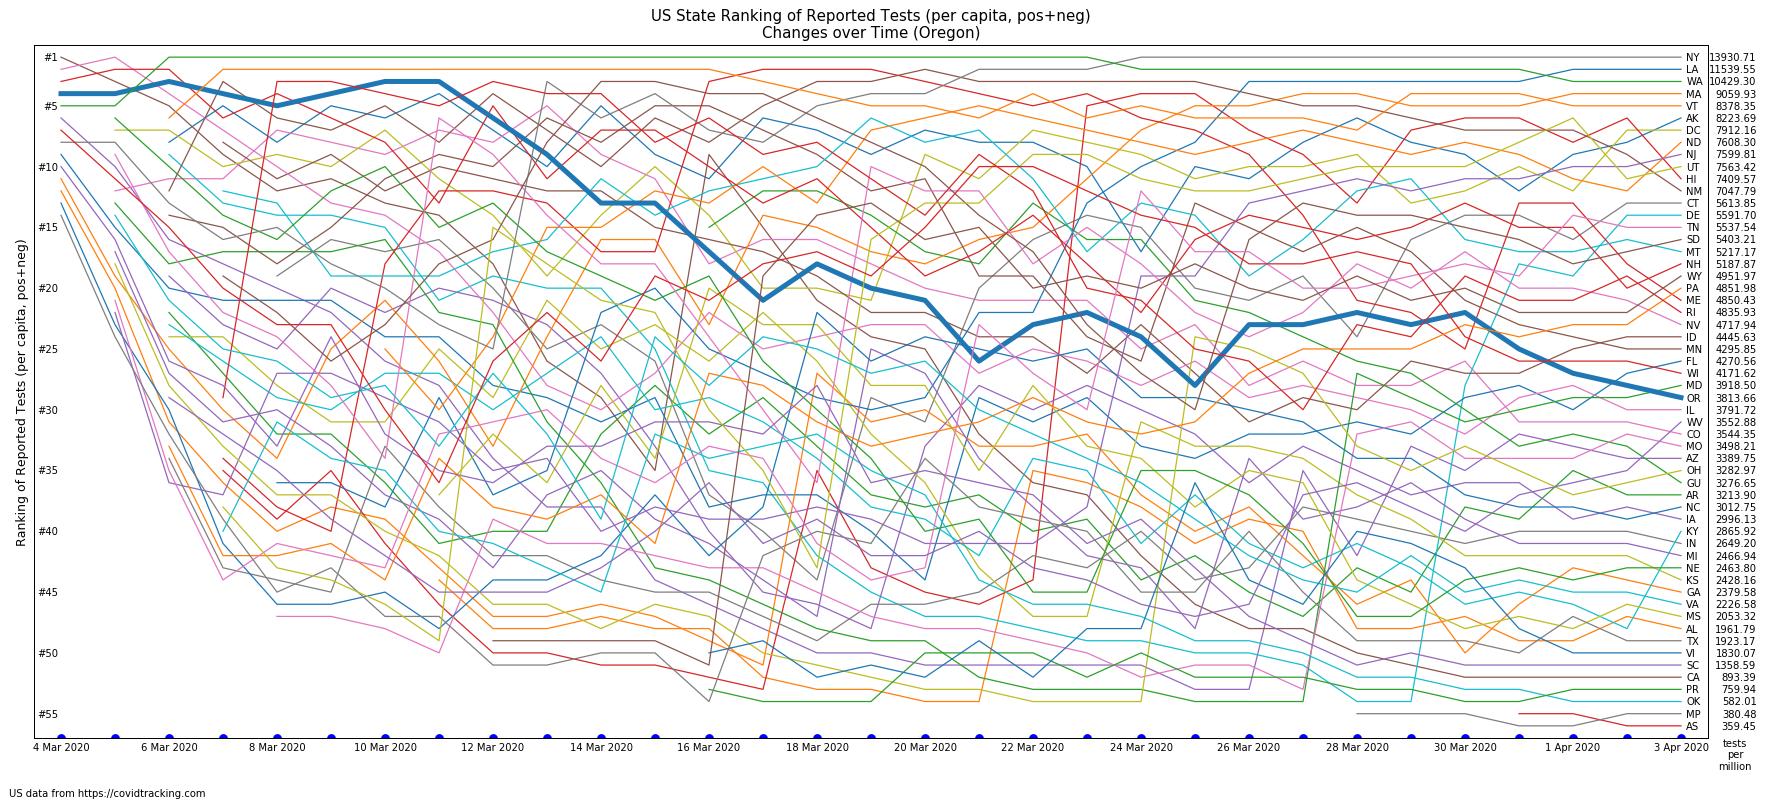 US State Ranking of Reported Tests (per capita, pos+neg)
Changes over Time (Oregon)
Ranking of Reported Tests (per capita, pos+neg)
#1
#5
#10
#15
#20
#25
#30
#35
#40
#45
#50
#55
NY 13930.71
LA 11539.55
WA 10429.30
MA 9059.93
VT 8378.35
AK 8223.69
DC 7912.16
ND 7608.30
NJ 7599.81
UT 7563.42
HI 7409.57
NM 7047.79
CT 5613.85
DE 5591.70
TN 5537.54
SD 5403.21
MT 5217.17
NH 5187.87
WY 4951.97
PA 4851.98
ME 4850.43
RI 4835.93
NV 4717.94
ID 4445.63
MN 4295.85
FL 4270.56
WI 4171.62
MD 3918.50
OR 3813.66
IL 3791.72
WV 3552.88
CO 3544.35
MO 3498.21
AZ 3389.75
OH 3282.97
GU 3276.65
AR 3213.90
NC 3012.75
IA 2996.13
KY 2865.92
IN 2649.20
MI 2466.94
NE 2463.80
KS 2428.16
GA 2379.58
VA 2226.58
MS 2053.32
AL 1961.79
TX 1923.17
VI 1830.07
SC 1358.59
CA 893.39
PR 759.94
OK 582.01
MP 380.48
AS 359.45
4 Mar 2020
6 Mar 2020
8 Mar 2020
10 Mar 2020
12 Mar 2020
14 Mar 2020
16 Mar 2020
18 Mar 2020
20 Mar 2020
22 Mar 2020
24 Mar 2020
26 Mar 2020
28 Mar 2020
30 Mar 2020
1 Apr 2020
3 Apr 2020
tests
per
million
US data from https://covidtracking.com